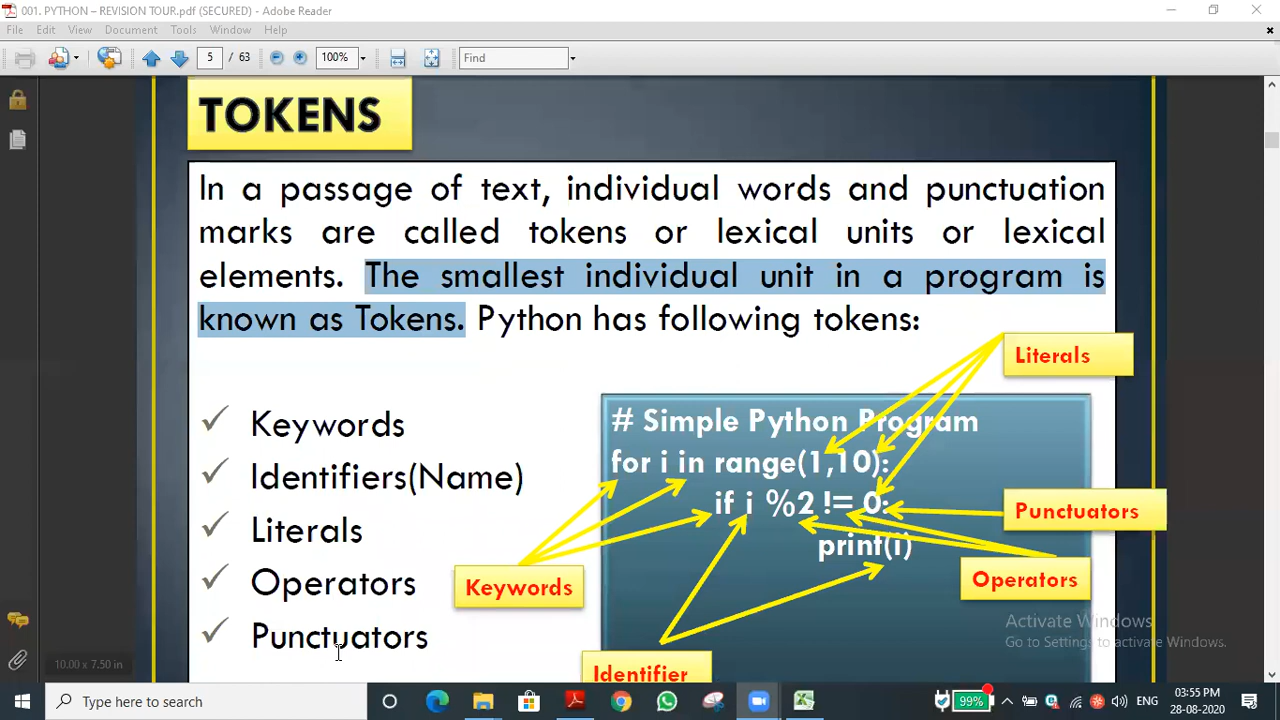 001. PYTHON – REVISION TOUR.pdf (SECURED) - Adobe Reader
File Edit View Document Tools Window Help
5 / 63 100% Find
TOKENS
In a passage of text, individual words and punctuation
marks are called tokens or lexical units or lexical
elements. The smallest individual unit in a program is
known as Tokens. Python has following tokens:
Literals
✓ Keywords
✓ Identifiers(Name)
✓ Literals
✓ Operators
✓ Punctuators
# Simple Python Program
for i in range(1,10):
if i %2 != 0:
print(i)
Punctuators
Operators
Keywords
Identifier
Activate Windows
Go to Settings to activate Windows.
10.00 x 7.50 in
Type here to search
99%
ENG
03:55 PM
28-08-2020